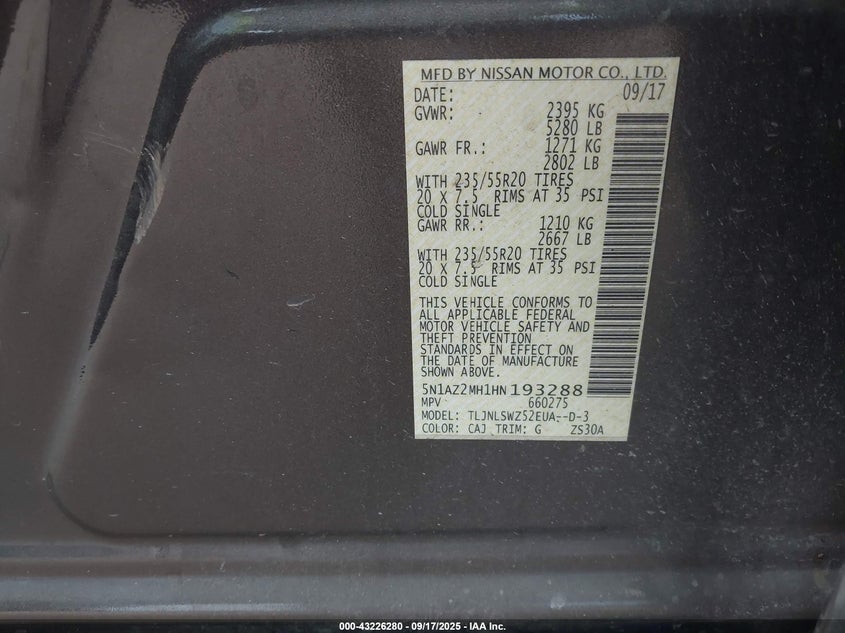 MFD BY NISSAN MOTOR CO., LTD.
DATE: 09/17
GVWR: 2395 KG
5280 LB
GAWR FR.: 1271 KG
2802 LB
WITH 235/55R20 TIRES
20 X 7.5 RIMS AT 35 PSI
COLD SINGLE
GAWR RR.: 1210 KG
2667 LB
WITH 235/55R20 TIRES
20 X 7.5 RIMS AT 35 PSI
COLD SINGLE
THIS VEHICLE CONFORMS TO
ALL APPLICABLE FEDERAL
MOTOR VEHICLE SAFETY AND
THEFT PREVENTION
STANDARDS IN EFFECT ON
THE DATE OF MANUFACTURE
SHOWN ABOVE.
5N1AZ2MH1HN193288
MPV 660275
MODEL: TLJNLSWZ52EUA--D-3
COLOR: CAJ TRIM: G ZS30A
000-43226280 - 09/17/2025 - IAA Inc.